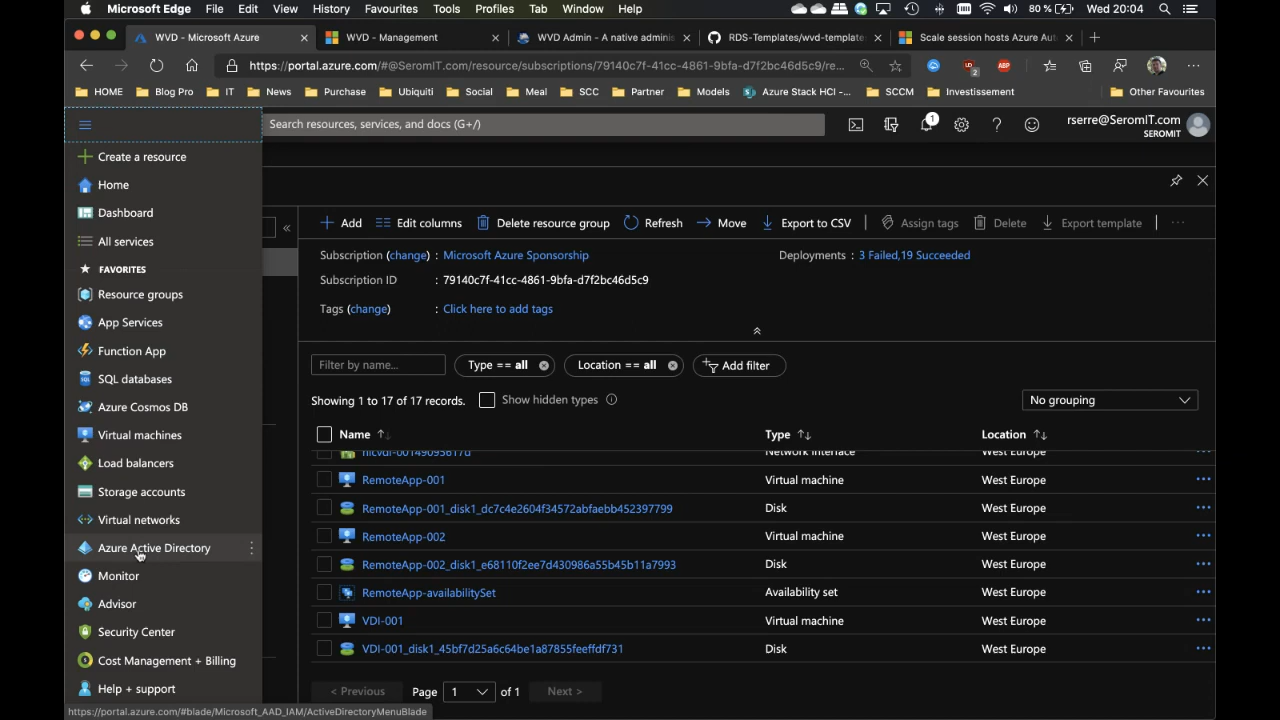 Microsoft Edge File Edit View History Favourites Tools Profiles Tab Window Help 80 % Wed 20:04
WVD - Microsoft Azure WVD - Management WVD Admin - A native adminis RDS-Templates/wvd-template Scale session hosts Azure Aut
https://portal.azure.com/#@SeromIT.com/resource/subscriptions/79140c7f-41cc-4861-9bfa-d7f2bc46d5c9/re... 2 ABP
HOME Blog Pro IT News Purchase Ubiquiti Social Meal SCC Partner Models Azure Stack HCI -... SCCM Investissement Other Favourites
Search resources, services, and docs (G+/) 1 rserre@SeromIT.com
SEROMIT
Create a resource
Home
Dashboard
All services
FAVORITES
Resource groups
App Services
Function App
SQL databases
Azure Cosmos DB
Virtual machines
Load balancers
Storage accounts
Virtual networks
Azure Active Directory
Monitor
Advisor
Security Center
Cost Management + Billing
Help + support
Add Edit columns Delete resource group Refresh Move Export to CSV Assign tags Delete Export template
Subscription (change) : Microsoft Azure Sponsorship Deployments : 3 Failed,19 Succeeded
Subscription ID : 79140c7f-41cc-4861-9bfa-d7f2bc46d5c9
Tags (change) : Click here to add tags
Filter by name... Type == all Location == all Add filter
Showing 1 to 17 of 17 records. Show hidden types No grouping
Name Type Location
Network interface West Europe
RemoteApp-001 Virtual machine West Europe
RemoteApp-001_disk1_dc7c4e2604f34572abfaebb452397799 Disk West Europe
RemoteApp-002 Virtual machine West Europe
RemoteApp-002_disk1_e68110f2ee7d430986a55b45b11a7993 Disk West Europe
RemoteApp-availabilitySet Availability set West Europe
VDI-001 Virtual machine West Europe
VDI-001_disk1_45bf7d25a6c64be1a87855feeffdf731 Disk West Europe
< Previous Page 1 of 1 Next >
https://portal.azure.com/#blade/Microsoft_AAD_IAM/ActiveDirectoryMenuBlade